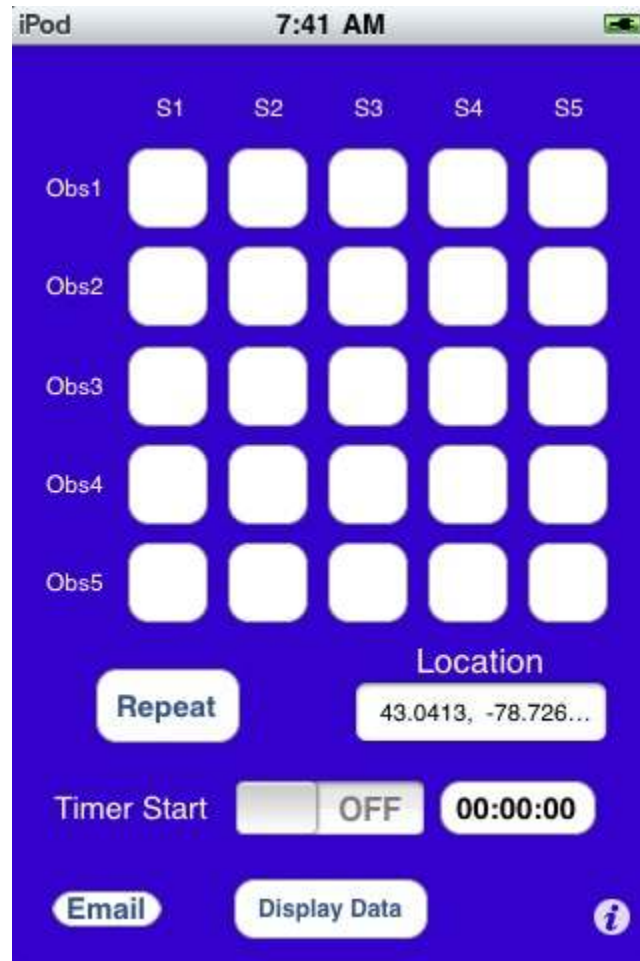 iPod 7:41 AM
S1 S2 S3 S4 S5
Obs1
Obs2
Obs3
Obs4
Obs5
Location
Repeat 43.0413, -78.726...
Timer Start OFF 00:00:00
Email Display Data i